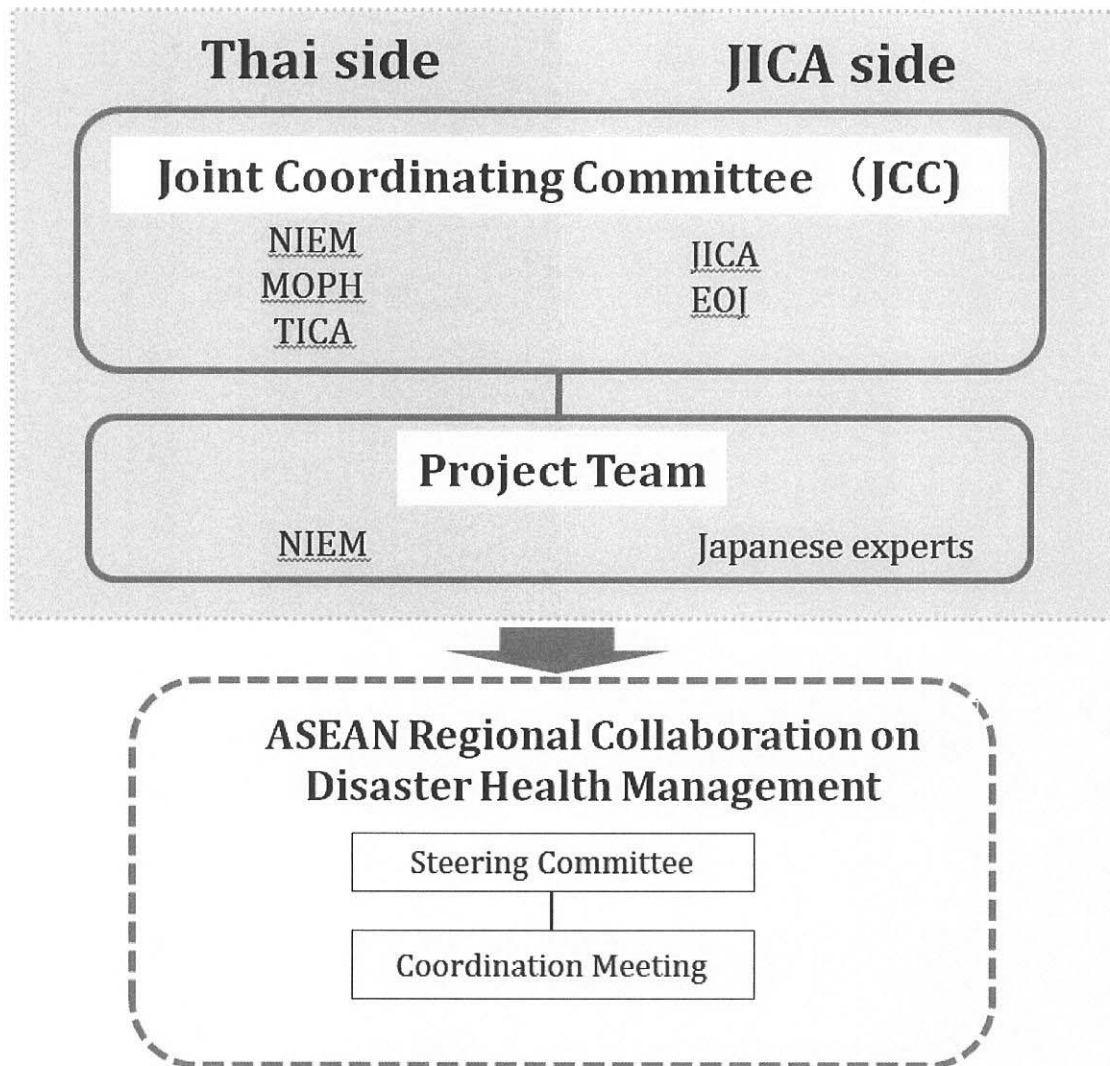 Thai side
JICA side
Joint Coordinating Committee （JCC)
NIEM
MOPH
TICA
JICA
EOJ
Project Team
NIEM
Japanese experts
ASEAN Regional Collaboration on
Disaster Health Management
Steering Committee
Coordination Meeting